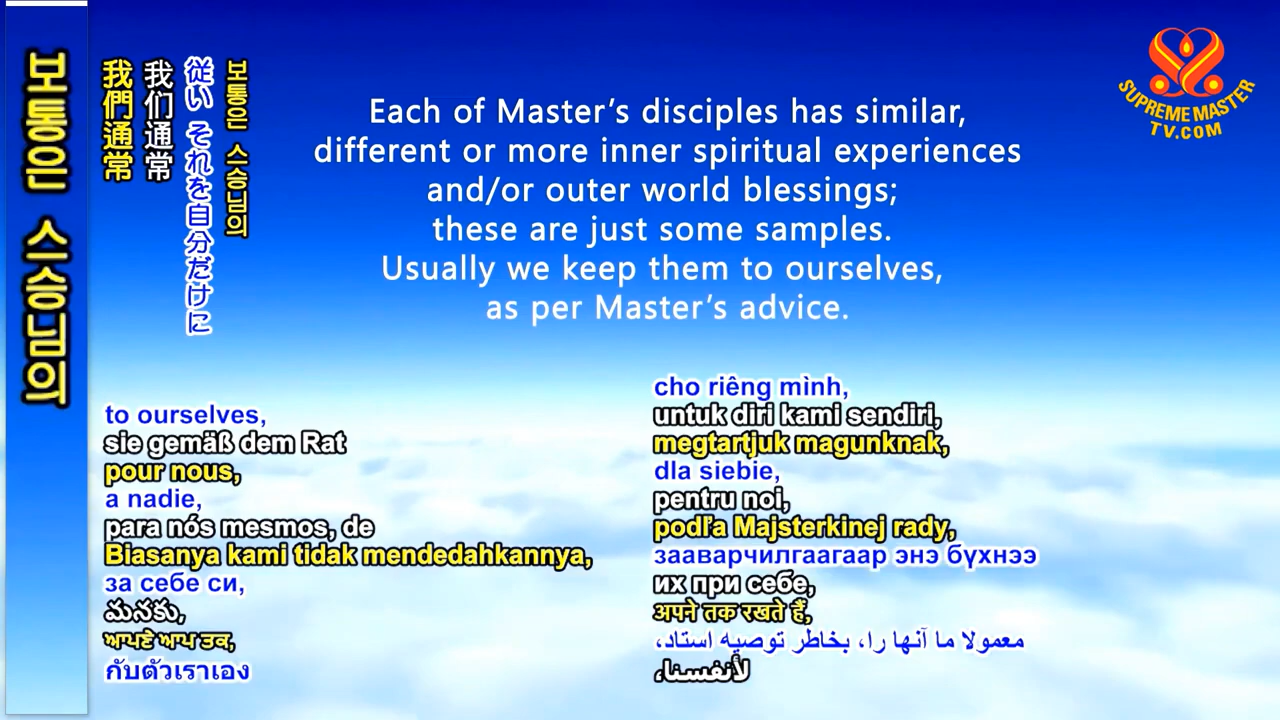 보통은 스승님의
我們通常
我们通常
従い それを自分だけに
보통은 스승님의
Each of Master’s disciples has similar,
different or more inner spiritual experiences
and/or outer world blessings;
these are just some samples.
Usually we keep them to ourselves,
as per Master’s advice.
SUPREME MASTER
TV.COM
to ourselves,
sie gemäß dem Rat
pour nous,
a nadie,
para nós mesmos, de
Biasanya kami tidak mendedahkannya,
за себе си,
మనకు,
ਆਪਣੇ ਆਪ ਤਕ,
กับตัวเราเอง
cho riêng mình,
untuk diri kami sendiri,
megtartjuk magunknak,
dla siebie,
pentru noi,
podľa Majsterkinej rady,
зааварчилгаагаар энэ бүхнээ
их при себе,
अपने तक रखते हैं,
معمولا ما آنها را، بخاطر توصیه استاد،
لأنفسنا،